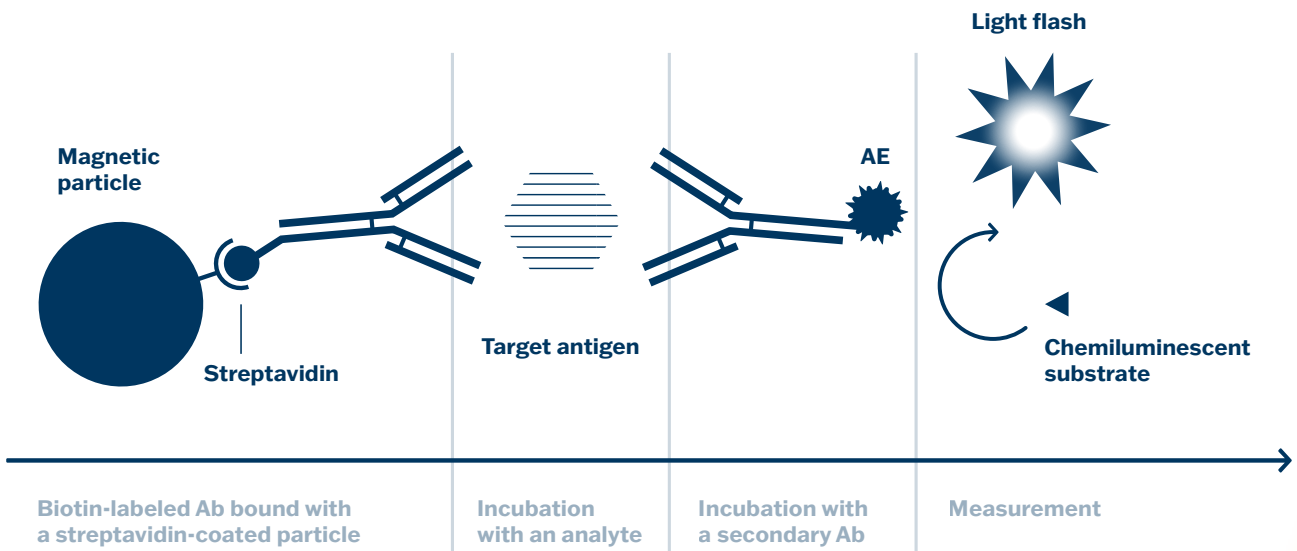 Light flash
Magnetic
particle
AE
Target antigen
Streptavidin
Chemiluminescent
substrate
Biotin-labeled Ab bound with
a streptavidin-coated particle
Incubation
with an analyte
Incubation with
a secondary Ab
Measurement